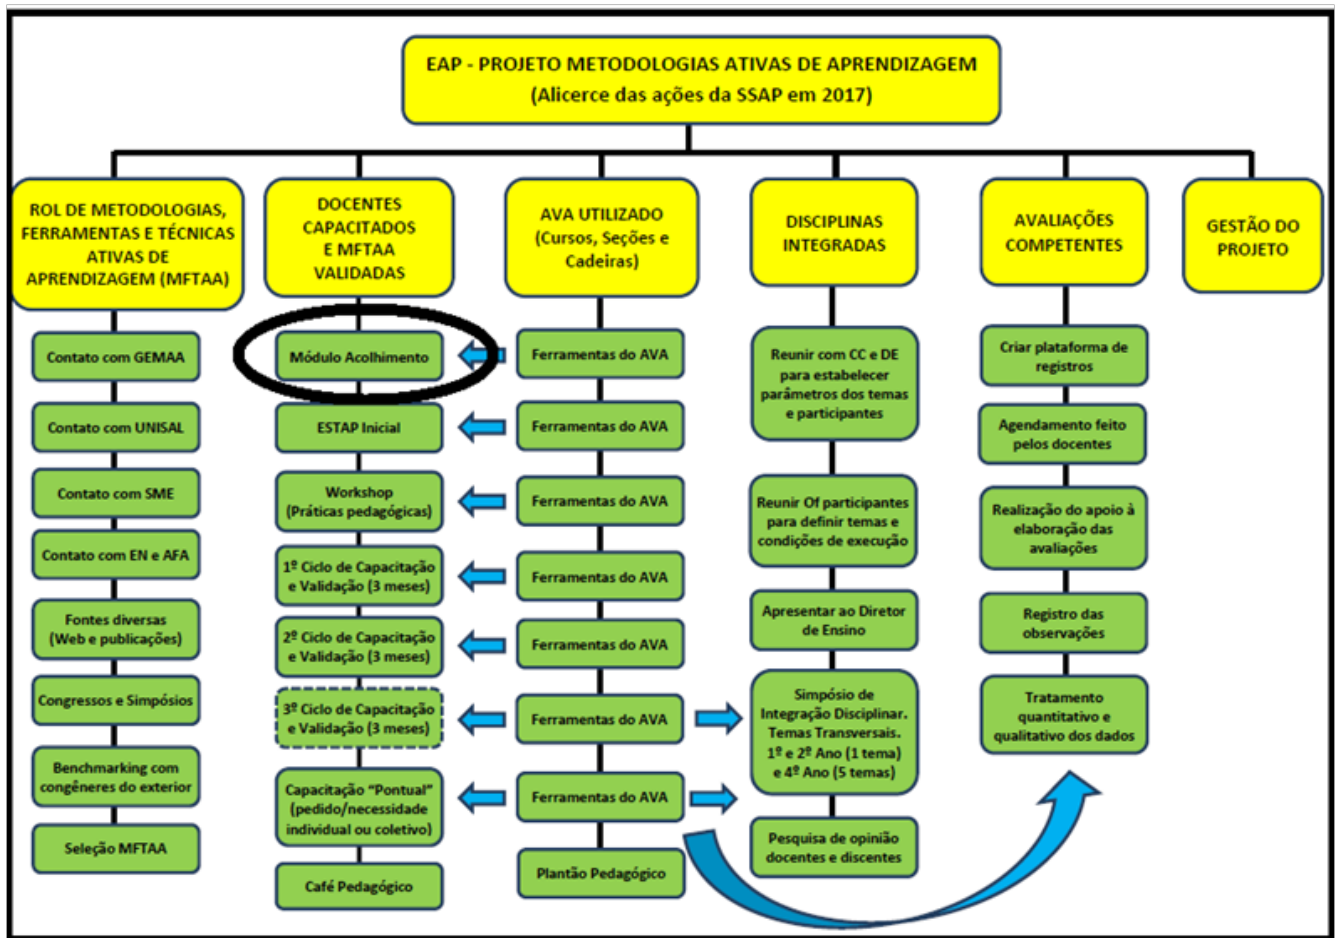 EAP - PROJETO METODOLOGIAS ATIVAS DE APRENDIZAGEM
(Alicerce das ações da SSAP em 2017)
ROL DE METODOLOGIAS,
FERRAMENTAS E TÉCNICAS
ATIVAS DE
APRENDIZAGEM (MFTAA)
Contato com GEMAA
Contato com UNISAL
Contato com SME
Contato com EN e AFA
Fontes diversas
(Web e publicações)
Congressos e Simpósios
Benchmarking com
congêneres do exterior
Seleção MFTAA
DOCENTES
CAPACITADOS
E MFTAA
VALIDADAS
Módulo Acolhimento
ESTAP Inicial
Workshop
(Práticas pedagógicas)
1º Ciclo de Capacitação
e Validação (3 meses)
2º Ciclo de Capacitação
e Validação (3 meses)
3º Ciclo de Capacitação
e Validação (3 meses)
Capacitação “Pontual”
(pedido/necessidade
individual ou coletivo)
Café Pedagógico
AVA UTILIZADO
(Cursos, Seções e
Cadeiras)
Ferramentas do AVA
Ferramentas do AVA
Ferramentas do AVA
Ferramentas do AVA
Ferramentas do AVA
Ferramentas do AVA
Ferramentas do AVA
Plantão Pedagógico
DISCIPLINAS
INTEGRADAS
Reunir com CC e DE
para estabelecer
parâmetros dos temas
e participantes
Reunir Of participantes
para definir temas e
condições de execução
Apresentar ao Diretor
de Ensino
Simpósio de
Integração Disciplinar.
Temas Transversais.
1º e 2º Ano (1 tema)
e 4º Ano (5 temas)
Pesquisa de opinião
docentes e discentes
AVALIAÇÕES
COMPETENTES
Criar plataforma de
registros
Agendamento feito
pelos docentes
Realização do apoio à
elaboração das
avaliações
Registro das
observações
Tratamento
quantitativo e
qualitativo dos dados
GESTÃO DO
PROJETO